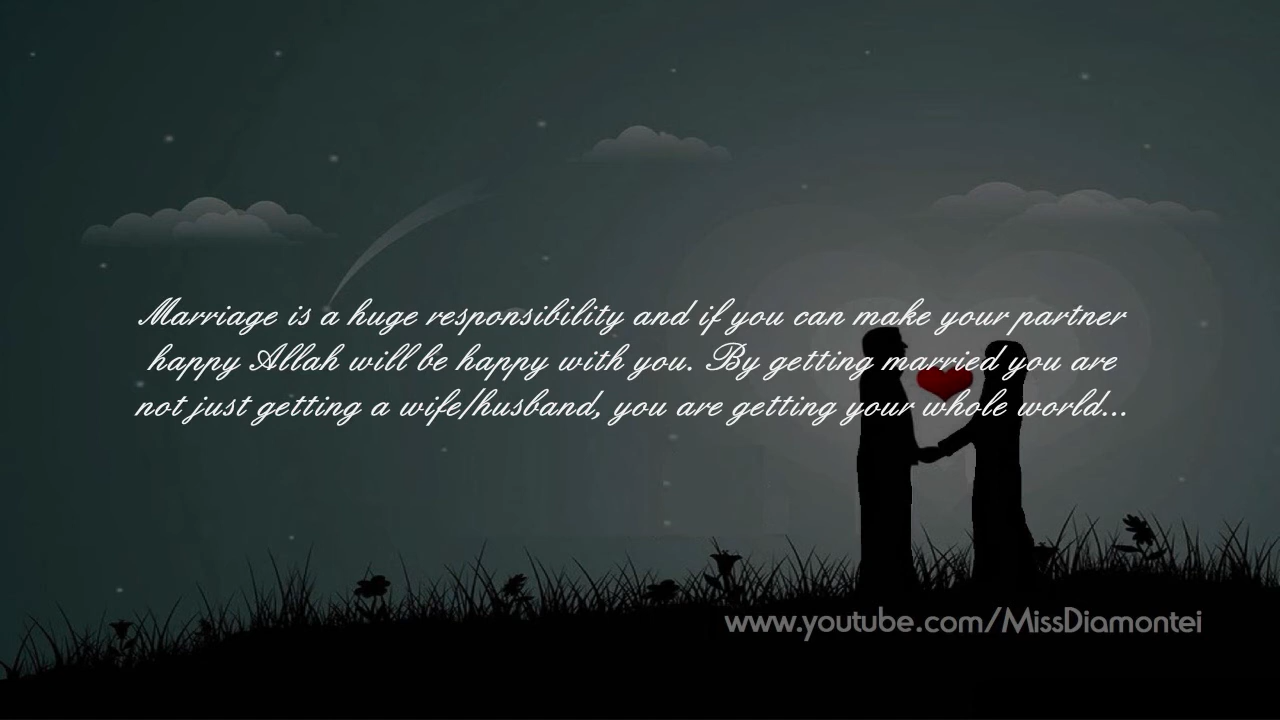 Marriage is a huge responsibility and if you can make your partner
happy Allah will be happy with you. By getting married you are
not just getting a wife/husband, you are getting your whole world...
www.youtube.com/MissDiamontei